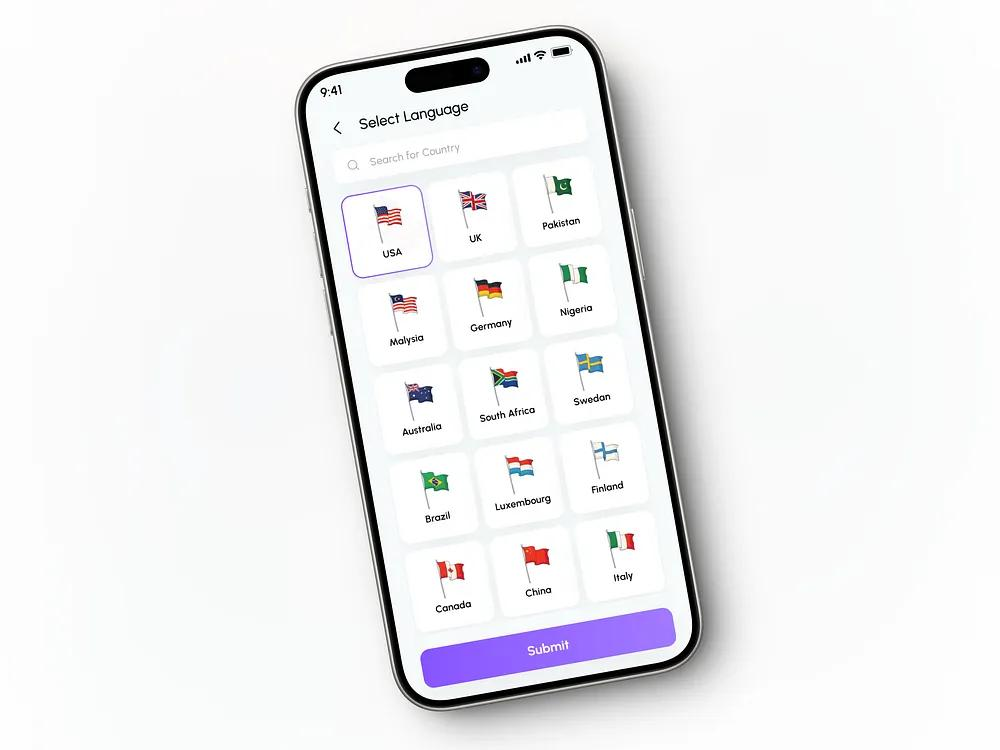 9:41
Select Language
Search for Country
USA
UK
Pakistan
Malysia
Germany
Nigeria
Australia
South Africa
Swedan
Brazil
Luxembourg
Finland
Canada
China
Italy
Submit